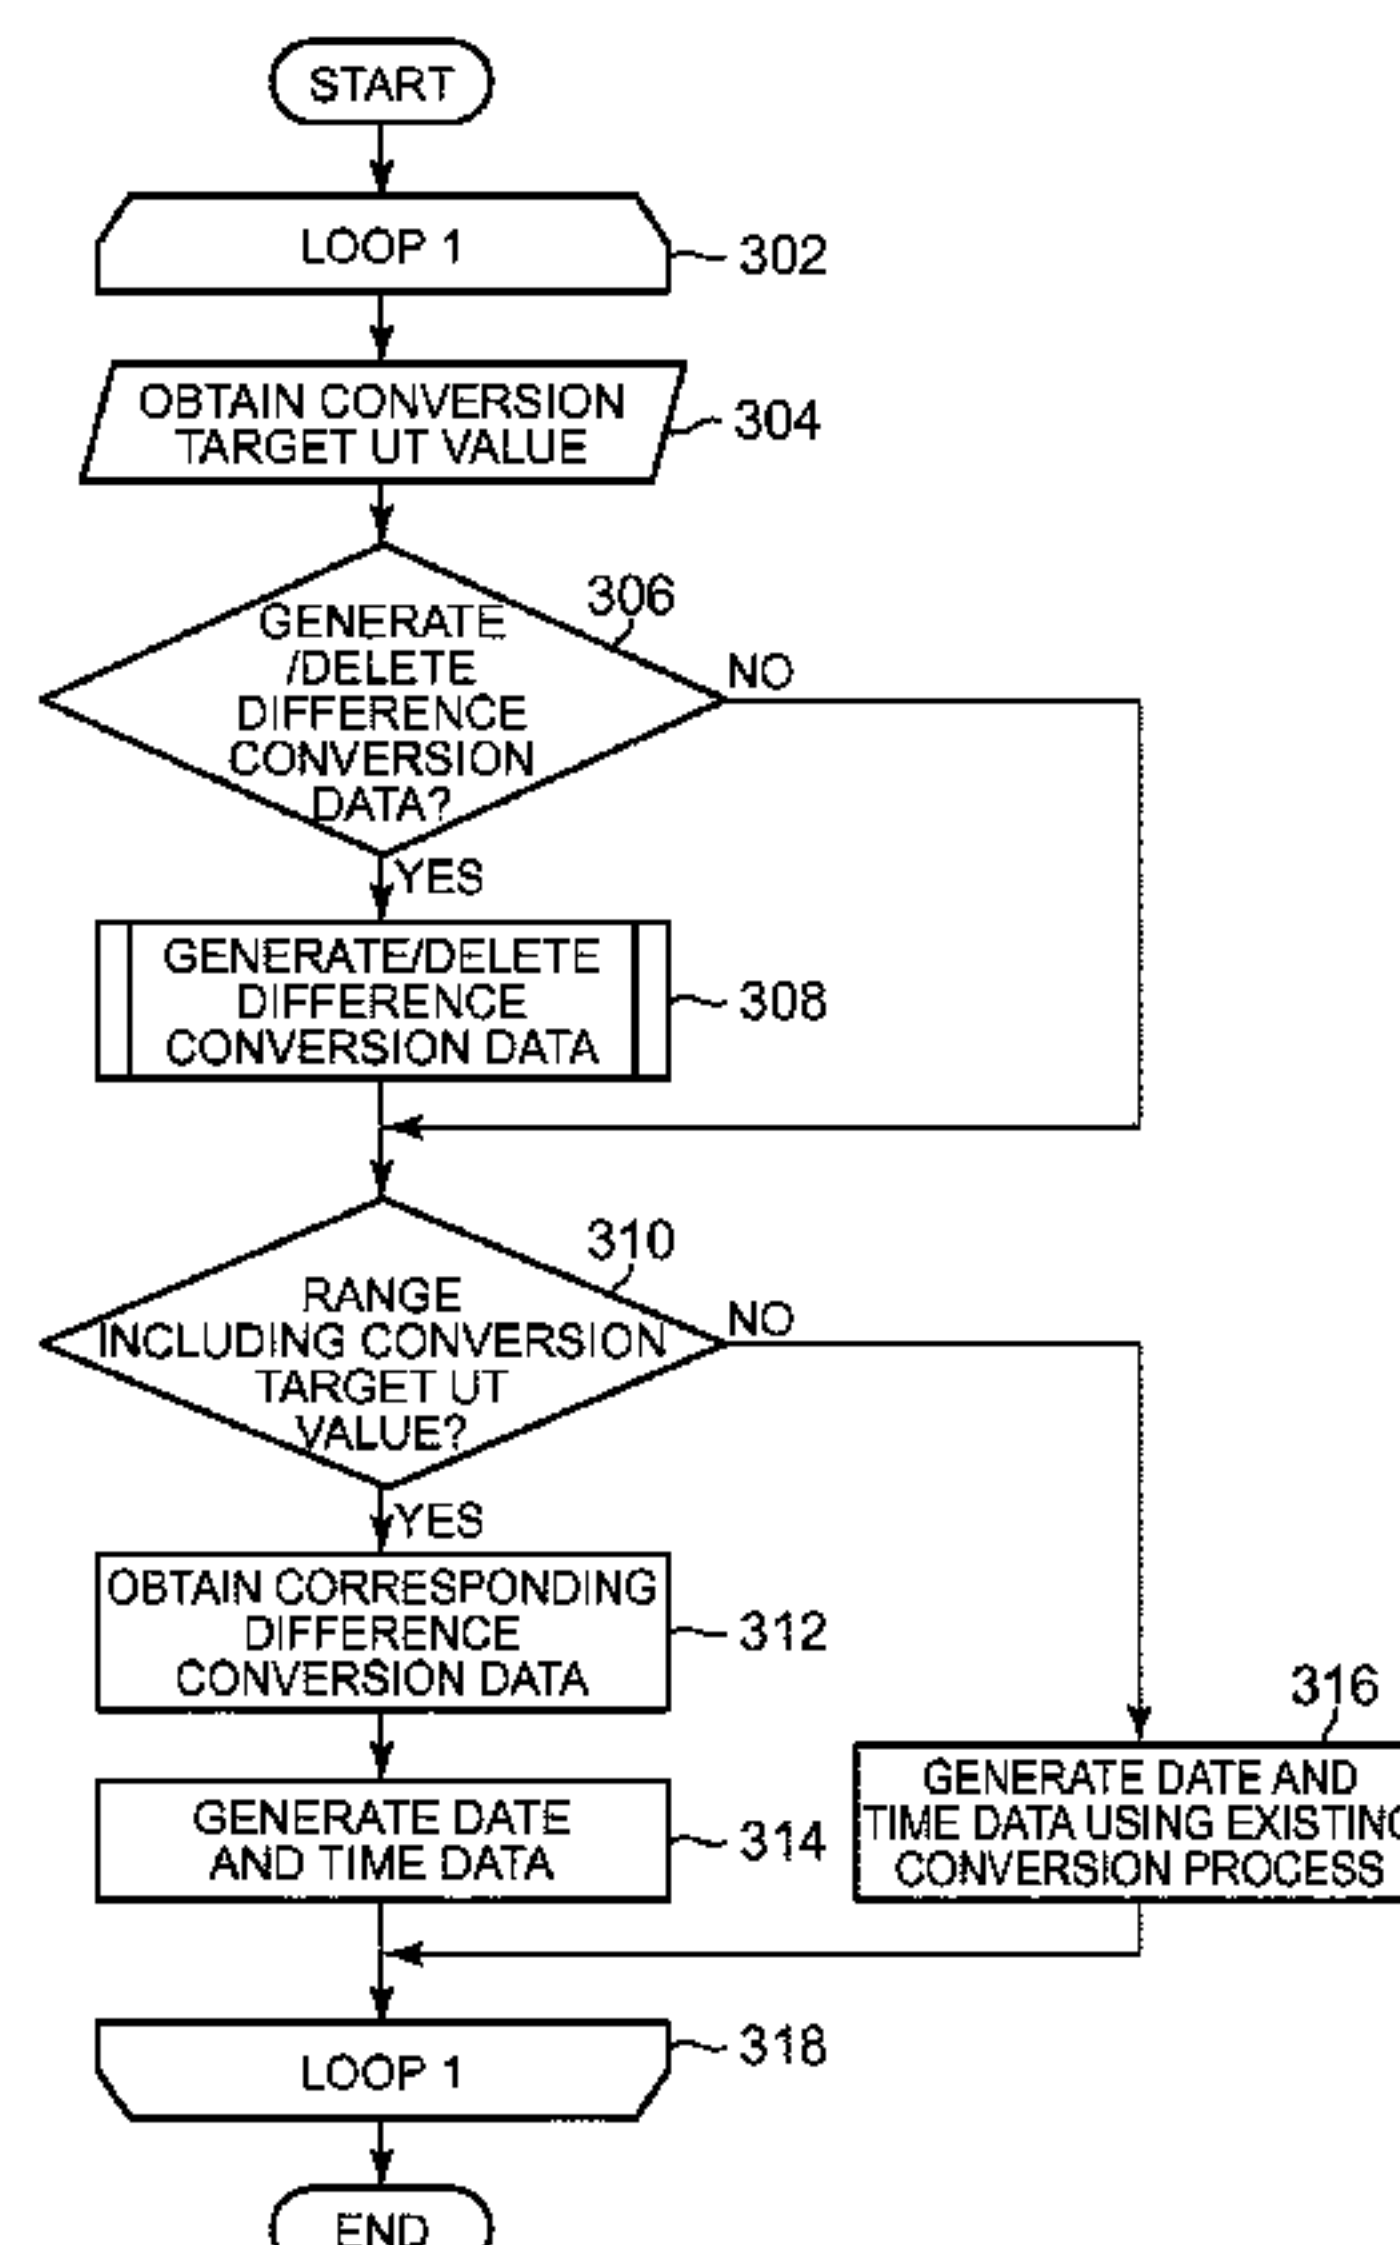 START
LOOP 1
302
OBTAIN CONVERSION
TARGET UT VALUE
304
306
GENERATE
/DELETE
DIFFERENCE
CONVERSION
DATA?
NO
YES
GENERATE/DELETE
DIFFERENCE
CONVERSION DATA
308
310
RANGE
INCLUDING CONVERSION
TARGET UT
VALUE?
NO
YES
OBTAIN CORRESPONDING
DIFFERENCE
CONVERSION DATA
312
316
GENERATE DATE AND
TIME DATA USING EXISTING
CONVERSION PROCESS
GENERATE DATE
AND TIME DATA
314
LOOP 1
318
END